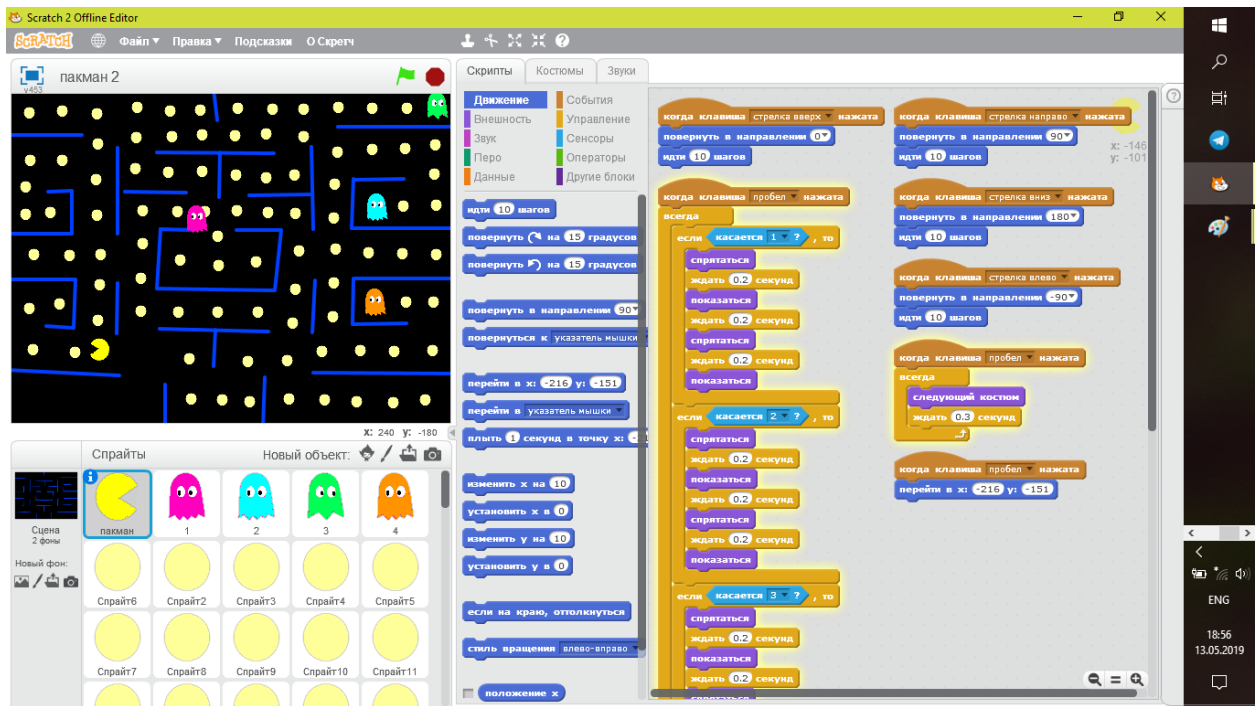 Scratch 2 Offline Editor
SCRATCH Файл Правка Подсказки О Скретч
пакман 2
v453
Скрипты Костюмы Звуки
Движение События
Внешность Управление
Звук Сенсоры
Перо Операторы
Данные Другие блоки
идти 10 шагов
повернуть на 15 градусов
повернуть на 15 градусов
повернуть в направлении 90
повернуться к указатель мышки
перейти в x: -216 y: -151
перейти в указатель мышки
плыть 1 секунд в точку x:
изменить x на 10
установить x в 0
изменить y на 10
установить y в 0
если на краю, оттолкнуться
стиль вращения влево-вправо
положение x
когда клавиша стрелка вверх нажата
повернуть в направлении 0
идти 10 шагов
когда клавиша пробел нажата
всегда
если касается 1 ? , то
спрятаться
ждать 0.2 секунд
показаться
ждать 0.2 секунд
спрятаться
ждать 0.2 секунд
показаться
если касается 2 ? , то
спрятаться
ждать 0.2 секунд
показаться
ждать 0.2 секунд
спрятаться
ждать 0.2 секунд
показаться
если касается 3 ? , то
спрятаться
ждать 0.2 секунд
показаться
ждать 0.2 секунд
когда клавиша стрелка направо нажата
повернуть в направлении 90
идти 10 шагов
x: -146
y: -101
когда клавиша стрелка вниз нажата
повернуть в направлении 180
идти 10 шагов
когда клавиша стрелка влево нажата
повернуть в направлении -90
идти 10 шагов
когда клавиша пробел нажата
всегда
следующий костюм
ждать 0.3 секунд
когда клавиша пробел нажата
перейти в x: -216 y: -151
x: 240 y: -180
Спрайты Новый объект:
Сцена
2 фоны
Новый фон:
пакман 1 2 3 4
Спрайт6 Спрайт2 Спрайт3 Спрайт4 Спрайт5
Спрайт7 Спрайт8 Спрайт9 Спрайт10 Спрайт11
ENG
18:56
13.05.2019